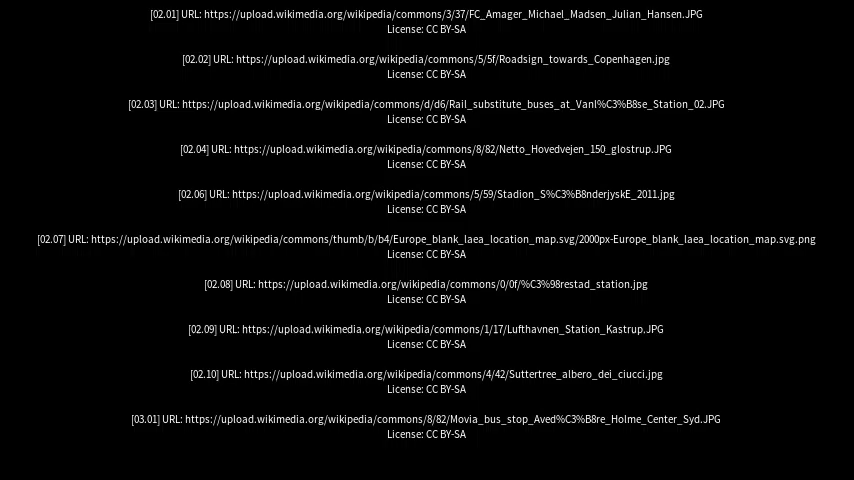 [02.01] URL: https://upload.wikimedia.org/wikipedia/commons/3/37/FC_Amager_Michael_Madsen_Julian_Hansen.JPG
License: CC BY-SA
[02.02] URL: https://upload.wikimedia.org/wikipedia/commons/5/5f/Roadsign_towards_Copenhagen.jpg
License: CC BY-SA
[02.03] URL: https://upload.wikimedia.org/wikipedia/commons/d/d6/Rail_substitute_buses_at_Vanl%C3%B8se_Station_02.JPG
License: CC BY-SA
[02.04] URL: https://upload.wikimedia.org/wikipedia/commons/8/82/Netto_Hovedvejen_150_glostrup.JPG
License: CC BY-SA
[02.06] URL: https://upload.wikimedia.org/wikipedia/commons/5/59/Stadion_S%C3%B8nderjyskE_2011.jpg
License: CC BY-SA
[02.07] URL: https://upload.wikimedia.org/wikipedia/commons/thumb/b/b4/Europe_blank_laea_location_map.svg/2000px-Europe_blank_laea_location_map.svg.png
License: CC BY-SA
[02.08] URL: https://upload.wikimedia.org/wikipedia/commons/0/0f/%C3%98restad_station.jpg
License: CC BY-SA
[02.09] URL: https://upload.wikimedia.org/wikipedia/commons/1/17/Lufthavnen_Station_Kastrup.JPG
License: CC BY-SA
[02.10] URL: https://upload.wikimedia.org/wikipedia/commons/4/42/Suttertree_albero_dei_ciucci.jpg
License: CC BY-SA
[03.01] URL: https://upload.wikimedia.org/wikipedia/commons/8/82/Movia_bus_stop_Aved%C3%B8re_Holme_Center_Syd.JPG
License: CC BY-SA